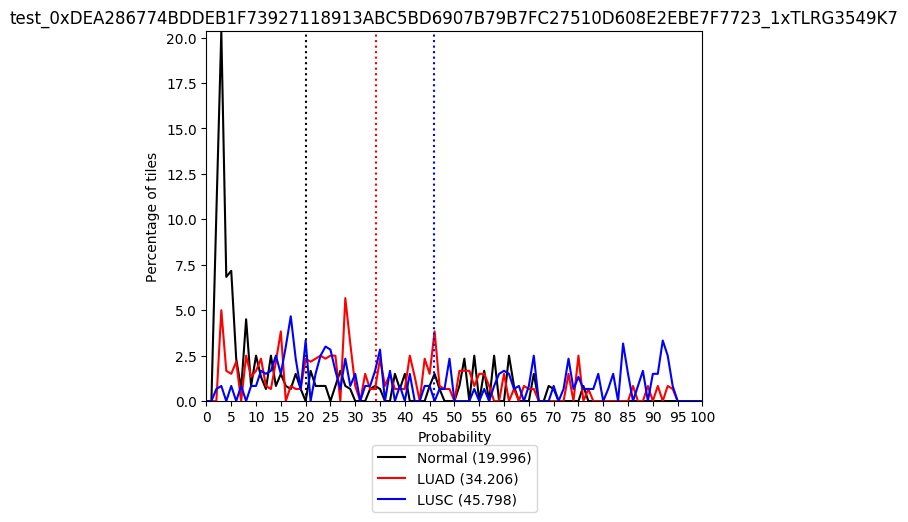 test_0xDEA286774BDDEB1F73927118913ABC5BD6907B79B7FC27510D608E2EBE7F7723_1xTLRG3549K7
20.0
17.5
15.0
12.5
10.0
7.5
5.0
2.5
0.0
Percentage of tiles
0 5 10 15 20 25 30 35 40 45 50 55 60 65 70 75 80 85 90 95 100
Probability
Normal (19.996)
LUAD (34.206)
LUSC (45.798)